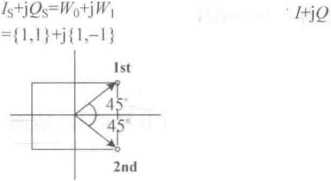 I_S+jQ_S=W_0+jW_1
={1,1}+j{1,-1}
I+jQ
1st
45°
45°
2nd